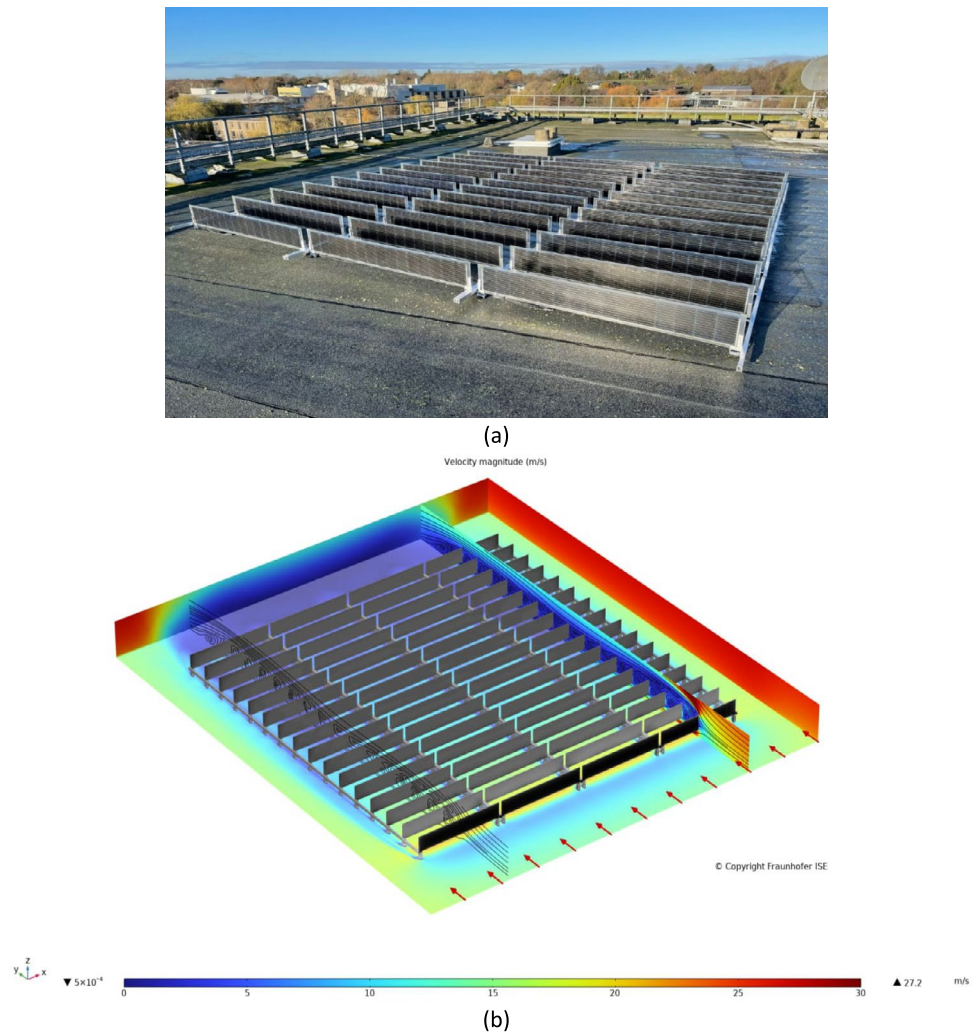 (a)
Velocity magnitude (m/s)
© Copyright Fraunhofer ISE
z
y x
▼ 5×10⁻⁴
▲ 27.2 m/s
0 5 10 15 20 25 30
(b)